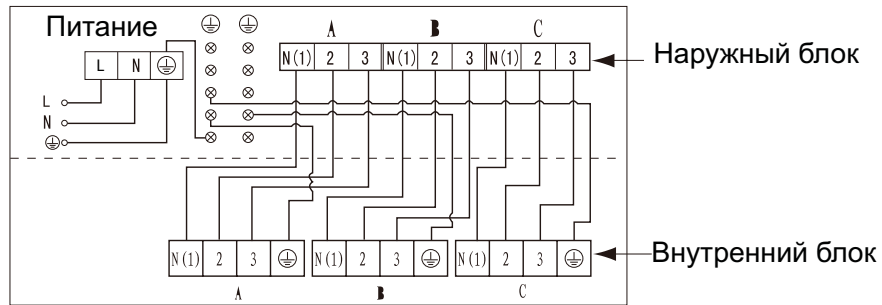 Питание
A B C
L N
N(1) 2 3 N(1) 2 3 N(1) 2 3
Наружный блок
L
N
N(1) 2 3 N(1) 2 3 N(1) 2 3
Внутренний блок
A B C